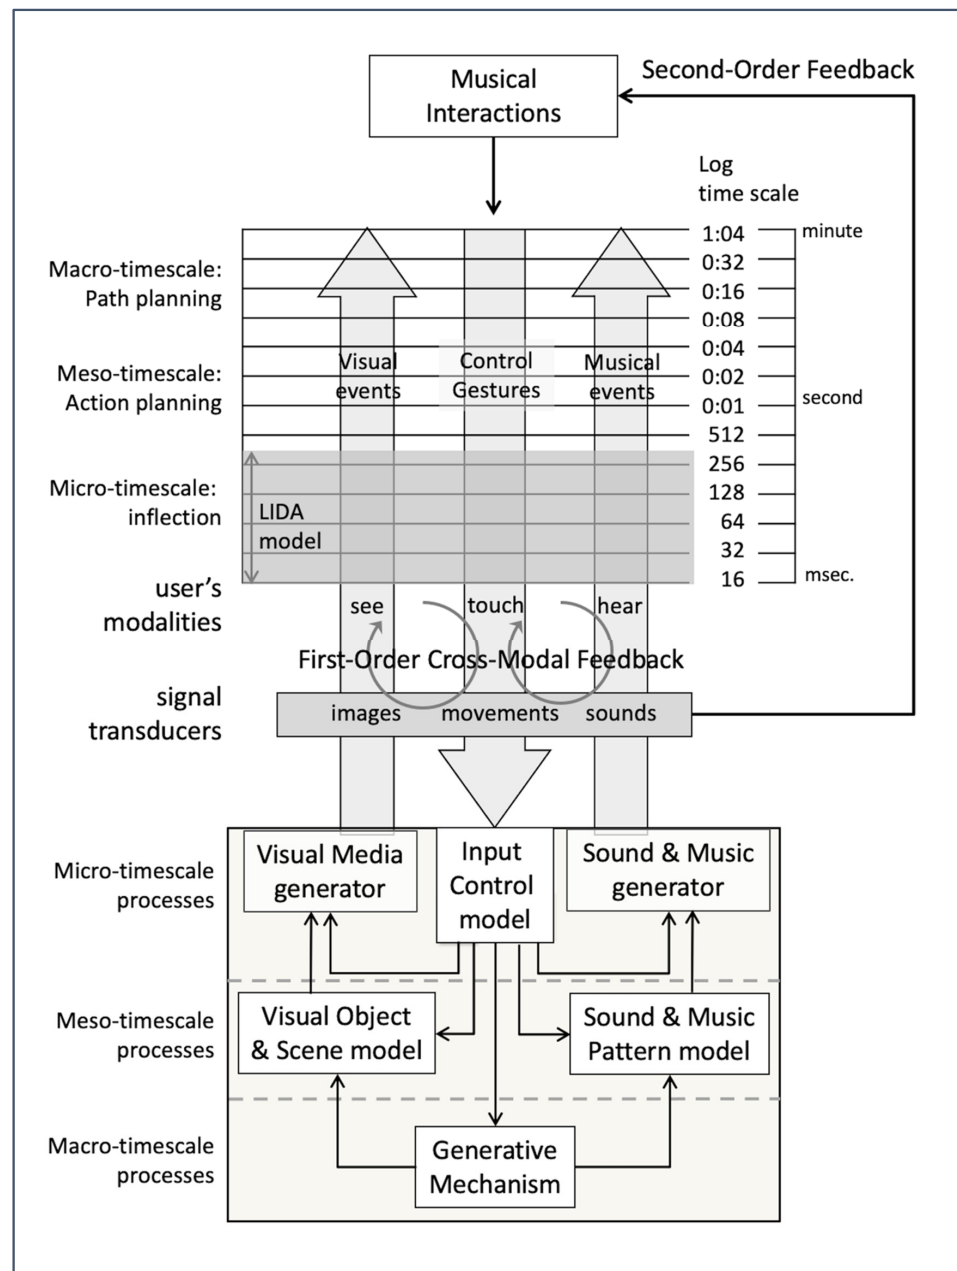 Second-Order Feedback
Musical
Interactions
Log
time scale
1:04
minute
0:32
0:16
0:08
0:04
0:02
0:01
second
512
256
128
64
32
16
msec.
Macro-timescale:
Path planning
Meso-timescale:
Action planning
Micro-timescale:
inflection
Visual
events
Control
Gestures
Musical
events
LIDA
model
user’s
modalities
see
touch
hear
First-Order Cross-Modal Feedback
signal
transducers
images
movements
sounds
Micro-timescale
processes
Visual Media
generator
Input
Control
model
Sound & Music
generator
Meso-timescale
processes
Visual Object
& Scene model
Sound & Music
Pattern model
Macro-timescale
processes
Generative
Mechanism